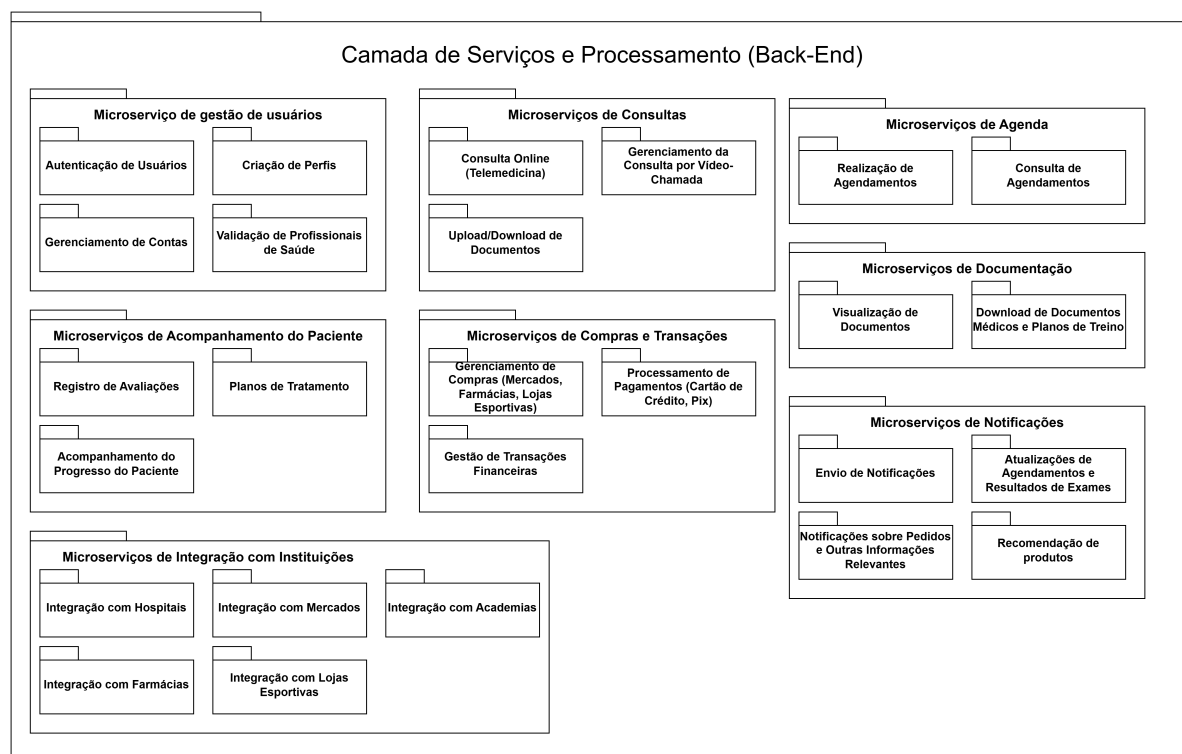 Camada de Serviços e Processamento (Back-End)
Microserviço de gestão de usuários
Autenticação de Usuários
Criação de Perfis
Gerenciamento de Contas
Validação de Profissionais
de Saúde
Microserviços de Consultas
Consulta Online
(Telemedicina)
Gerenciamento da
Consulta por Vídeo-
Chamada
Upload/Download de
Documentos
Microserviços de Agenda
Realização de
Agendamentos
Consulta de
Agendamentos
Microserviços de Documentação
Visualização de
Documentos
Download de Documentos
Médicos e Planos de Treino
Microserviços de Acompanhamento do Paciente
Registro de Avaliações
Planos de Tratamento
Acompanhamento do
Progresso do Paciente
Microserviços de Compras e Transações
Gerenciamento de
Compras (Mercados,
Farmácias, Lojas
Esportivas)
Processamento de
Pagamentos (Cartão de
Crédito, Pix)
Gestão de Transações
Financeiras
Microserviços de Notificações
Envio de Notificações
Atualizações de
Agendamentos e
Resultados de Exames
Notificações sobre Pedidos
e Outras Informações
Relevantes
Recomendação de
produtos
Microserviços de Integração com Instituições
Integração com Hospitais
Integração com Mercados
Integração com Academias
Integração com Farmácias
Integração com Lojas
Esportivas